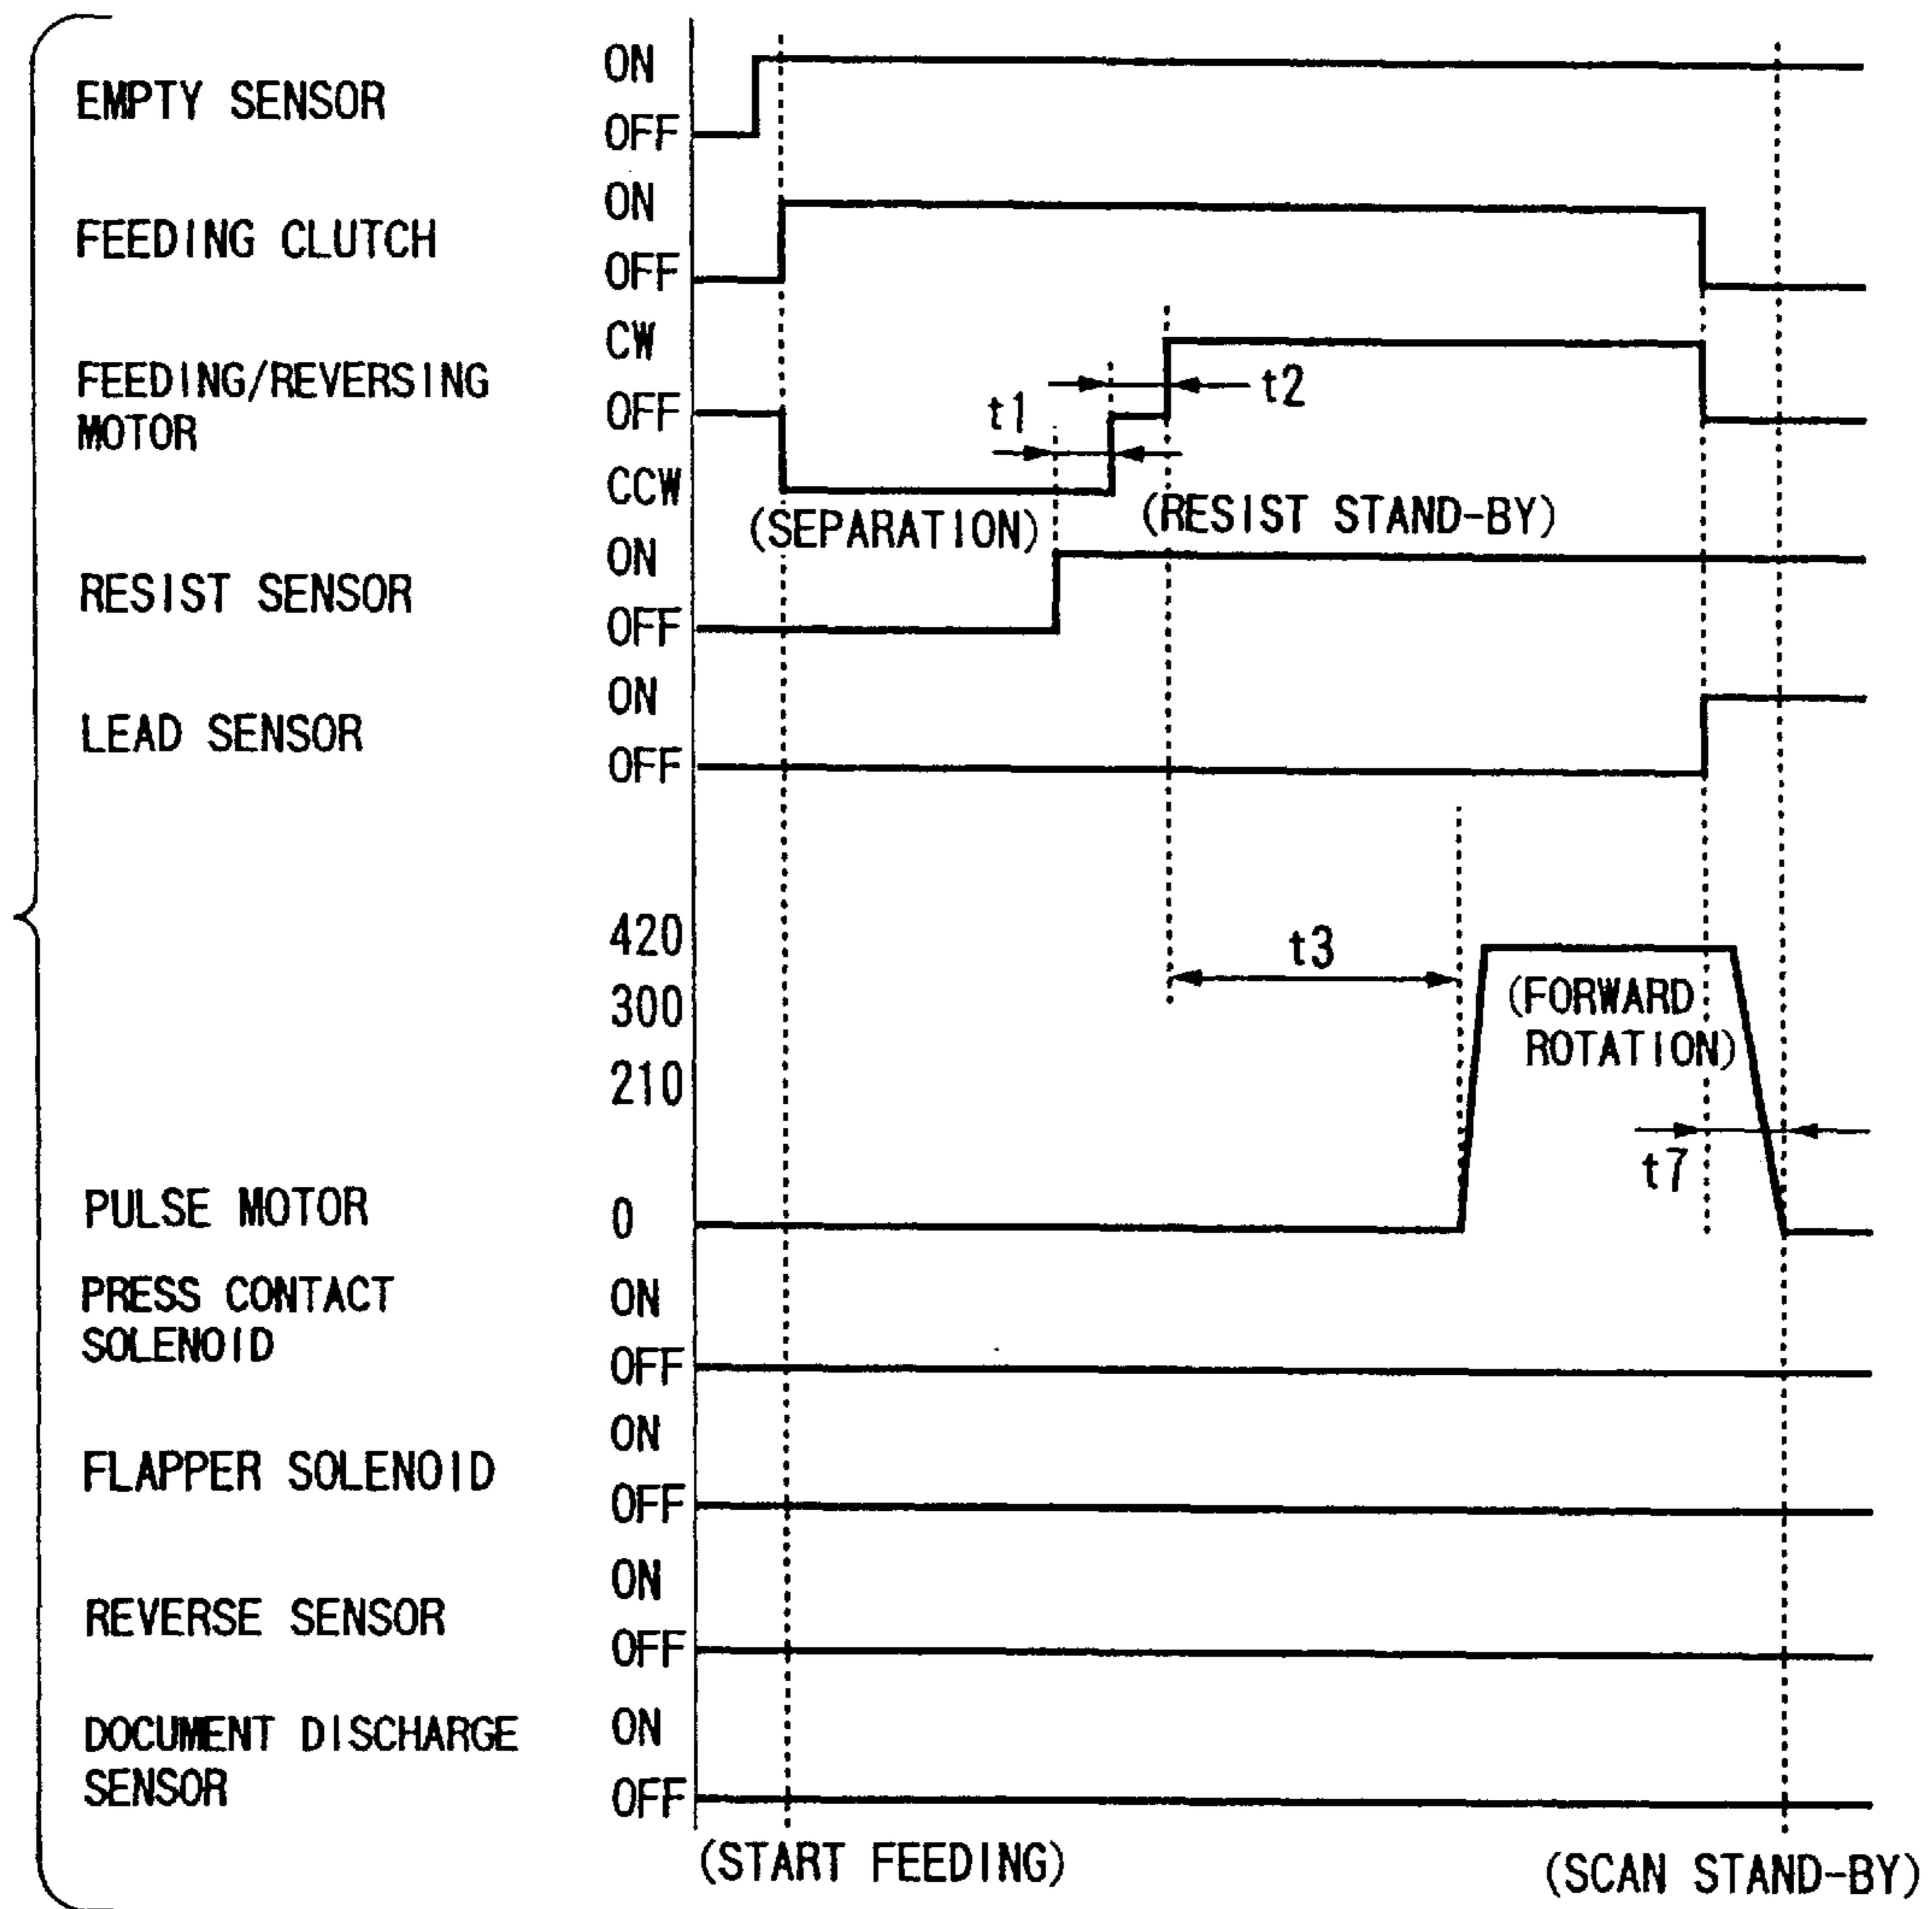 EMPTY SENSOR
ON
OFF
FEEDING CLUTCH
ON
OFF
FEEDING/REVERSING
MOTOR
CW
OFF
CCW
t1
t2
(SEPARATION)
(RESIST STAND-BY)
RESIST SENSOR
ON
OFF
LEAD SENSOR
ON
OFF
420
300
210
t3
(FORWARD
ROTATION)
t7
PULSE MOTOR
0
PRESS CONTACT
SOLENOID
ON
OFF
FLAPPER SOLENOID
ON
OFF
REVERSE SENSOR
ON
OFF
DOCUMENT DISCHARGE
SENSOR
ON
OFF
(START FEEDING)
(SCAN STAND-BY)